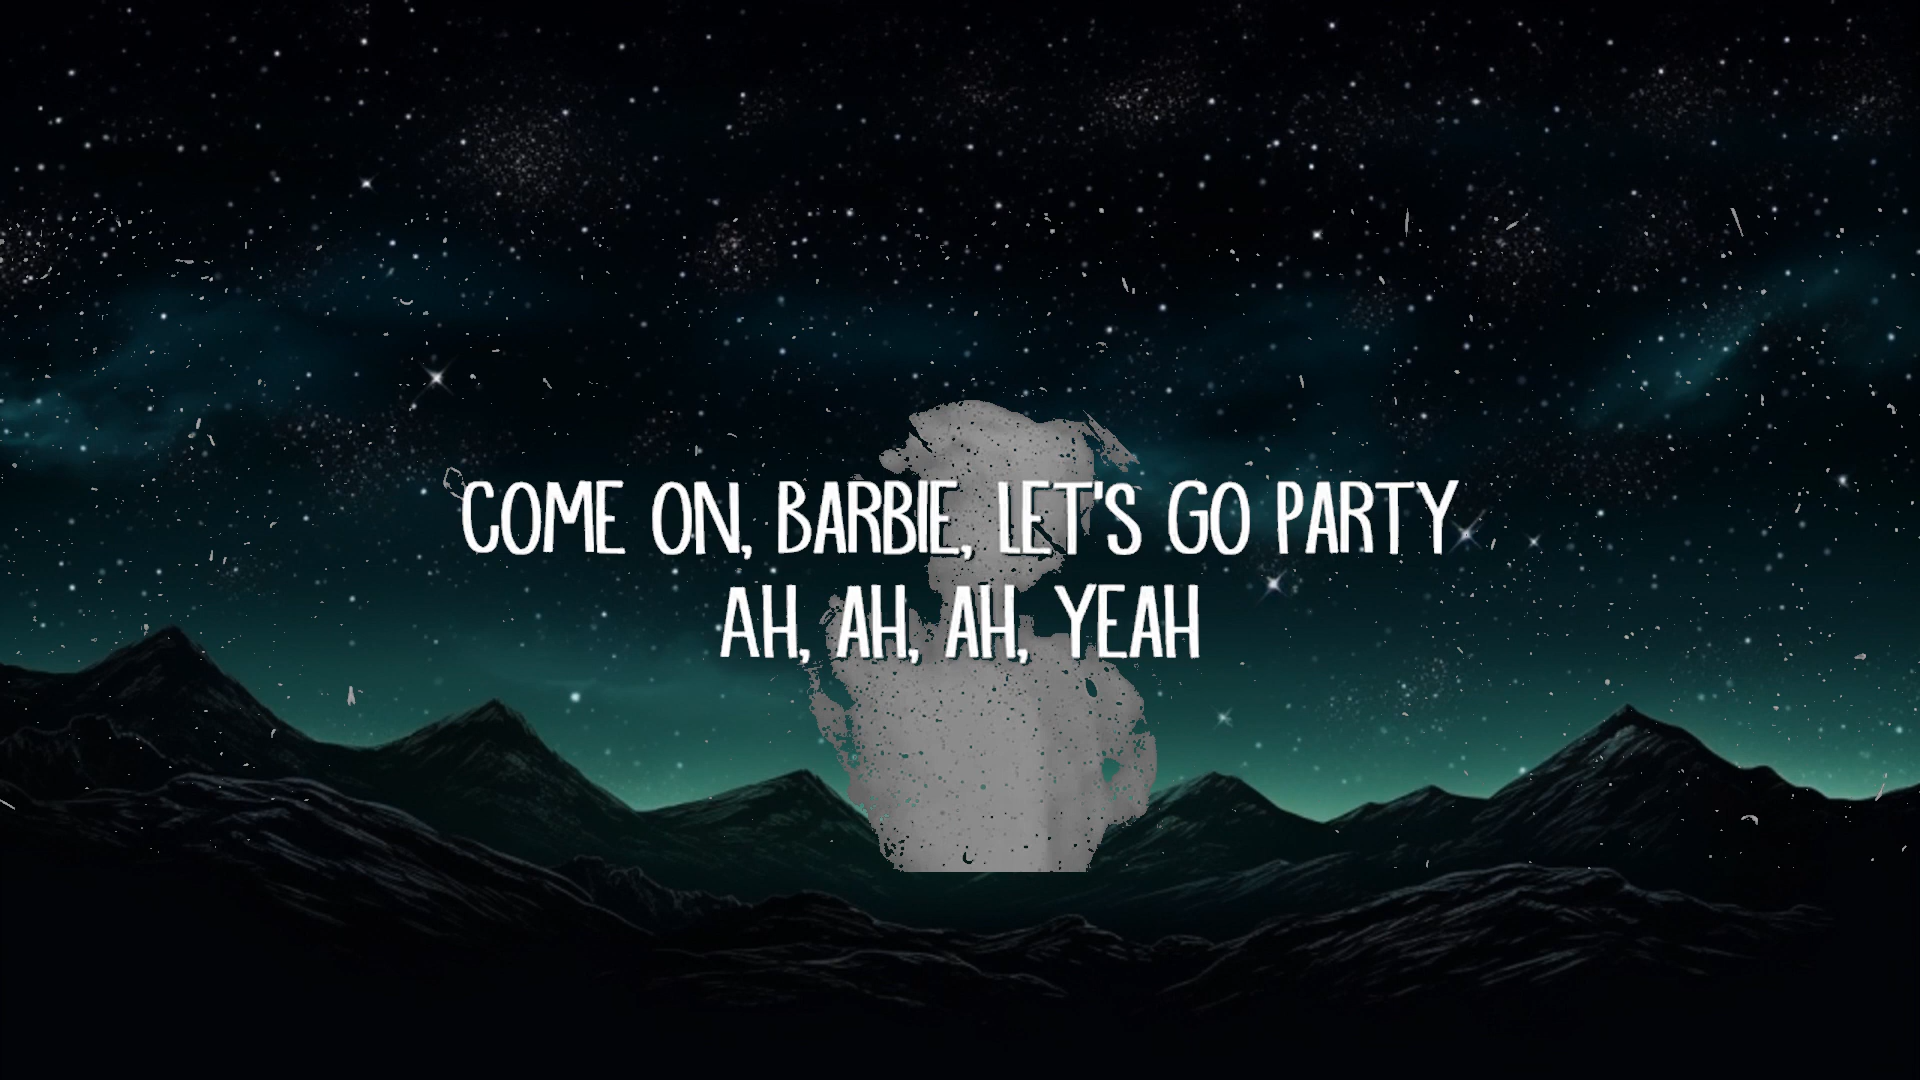 COME ON, BARBIE, LET'S GO PARTY
AH, AH, AH, YEAH